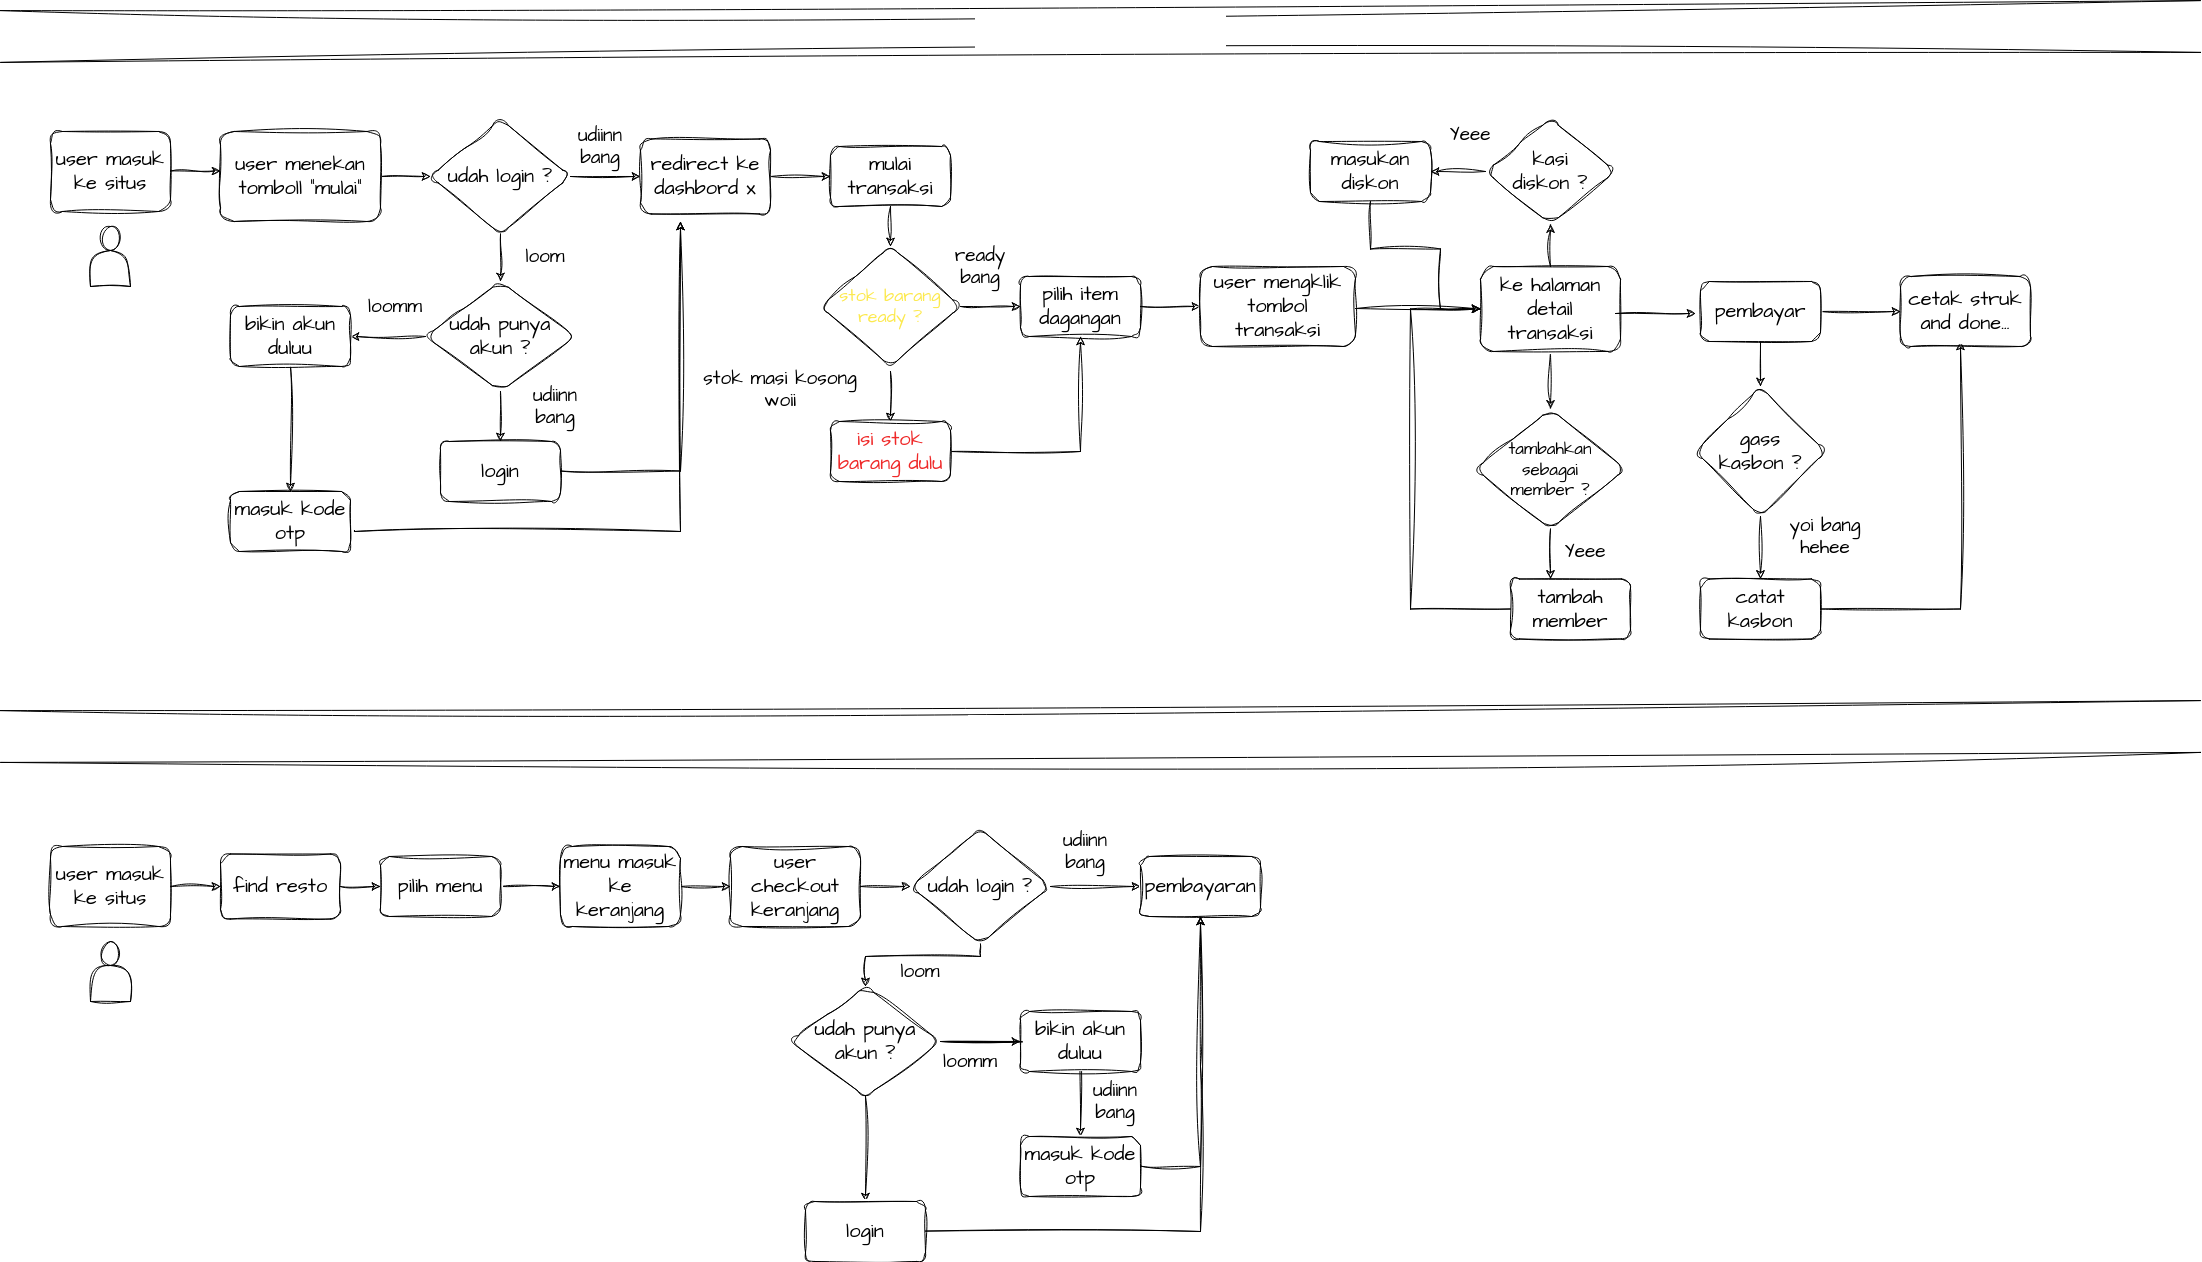 user masuk
ke situs
user menekan
tomboll "mulai"
udah login ?
udiinn
bang
redirect ke
dashbord x
mulai
transaksi
loom
udah punya
akun ?
loomm
bikin akun
duluu
udiinn
bang
login
masuk kode
otp
stok barang
ready ?
ready
bang
stok masi kosong
woii
isi stok
barang dulu
pilih item
dagangan
user mengklik
tombol
transaksi
masukan
diskon
Yeee
kasi
diskon ?
ke halaman
detail
transaksi
tambahkan
sebagai
member ?
Yeee
tambah
member
pembayar
gass
kasbon ?
yoi bang
hehee
catat
kasbon
cetak struk
and done...
user masuk
ke situs
find resto
pilih menu
menu masuk
ke
keranjang
user
checkout
keranjang
udah login ?
udiinn
bang
pembayaran
loom
udah punya
akun ?
loomm
bikin akun
duluu
udiinn
bang
masuk kode
otp
login